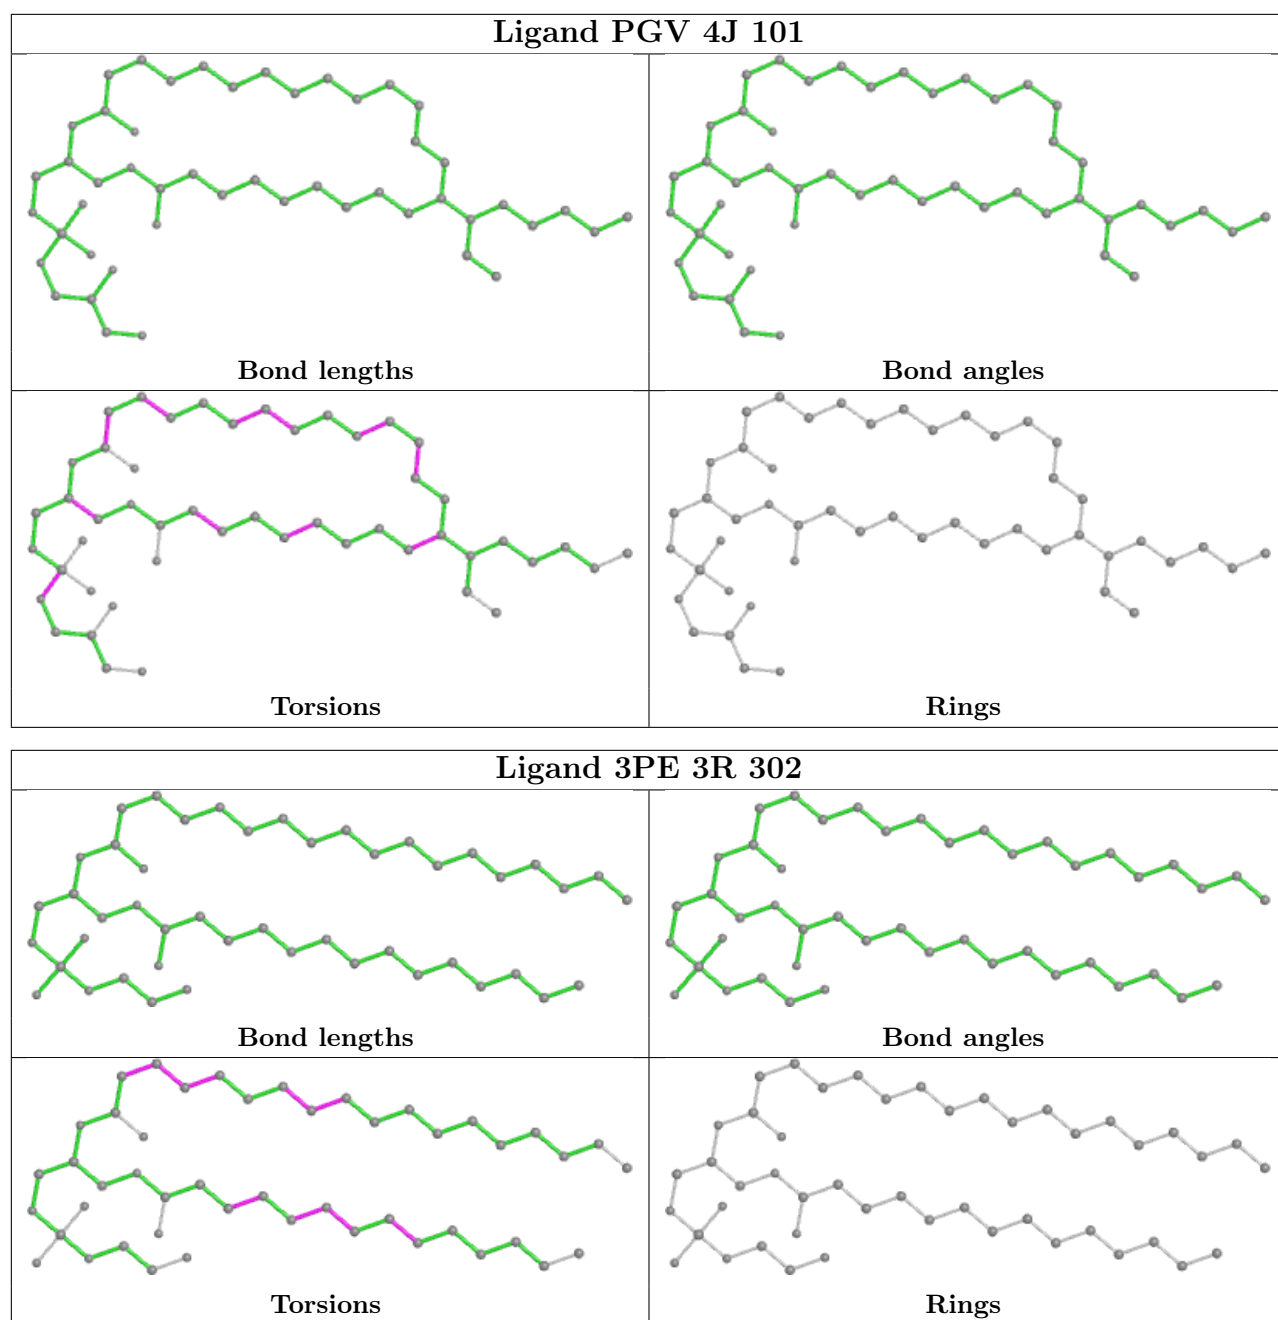 Ligand PGV 4J 101
Bond lengths
Bond angles
Torsions
Rings
Ligand 3PE 3R 302
Bond lengths
Bond angles
Torsions
Rings